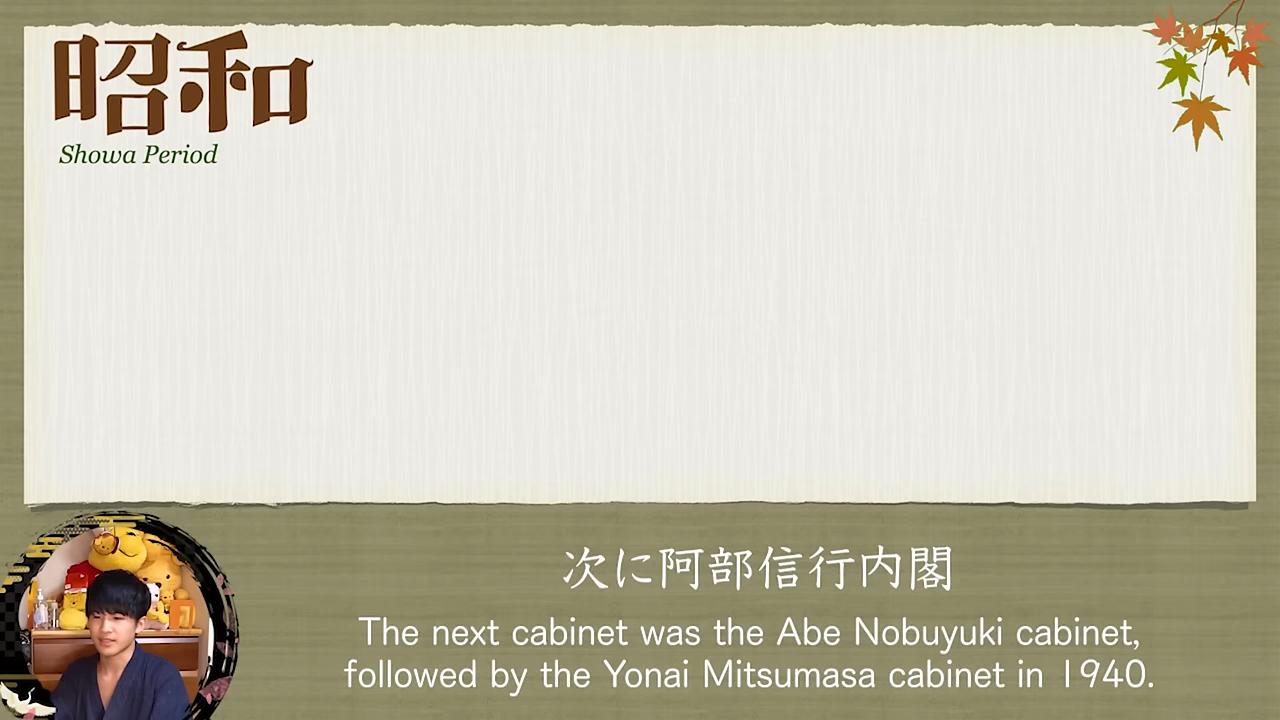 昭和
Showa Period
次に阿部信行内閣
The next cabinet was the Abe Nobuyuki cabinet,
followed by the Yonai Mitsumasa cabinet in 1940.